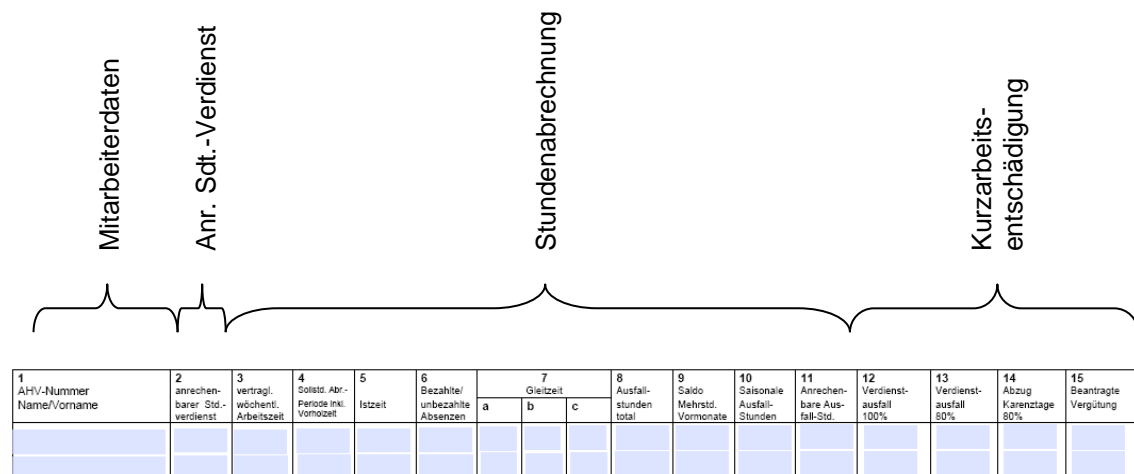 Mitarbeiterdaten
Anr. Sdt.-Verdienst
Stundenabrechnung
Kurzarbeits-
entschädigung
1
AHV-Nummer
Name/Vorname
2
anrechen-
barer Std.-
verdienst
3
vertragl.
wöchentl.
Arbeitszeit
4
Sollstd. Abr.-
Periode inkl.
Vorholzeit
5
Istzeit
6
Bezahlte/
unbezahlte
Absenzen
7
Gleitzeit
a
b
c
8
Ausfall-
stunden
total
9
Saldo
Mehrstd.
Vormonate
10
Saisonale
Ausfall-
Stunden
11
Anrechen-
bare Aus-
fall-Std.
12
Verdienst-
ausfall
100%
13
Verdienst-
ausfall
80%
14
Abzug
Karenztage
80%
15
Beantragte
Vergütung